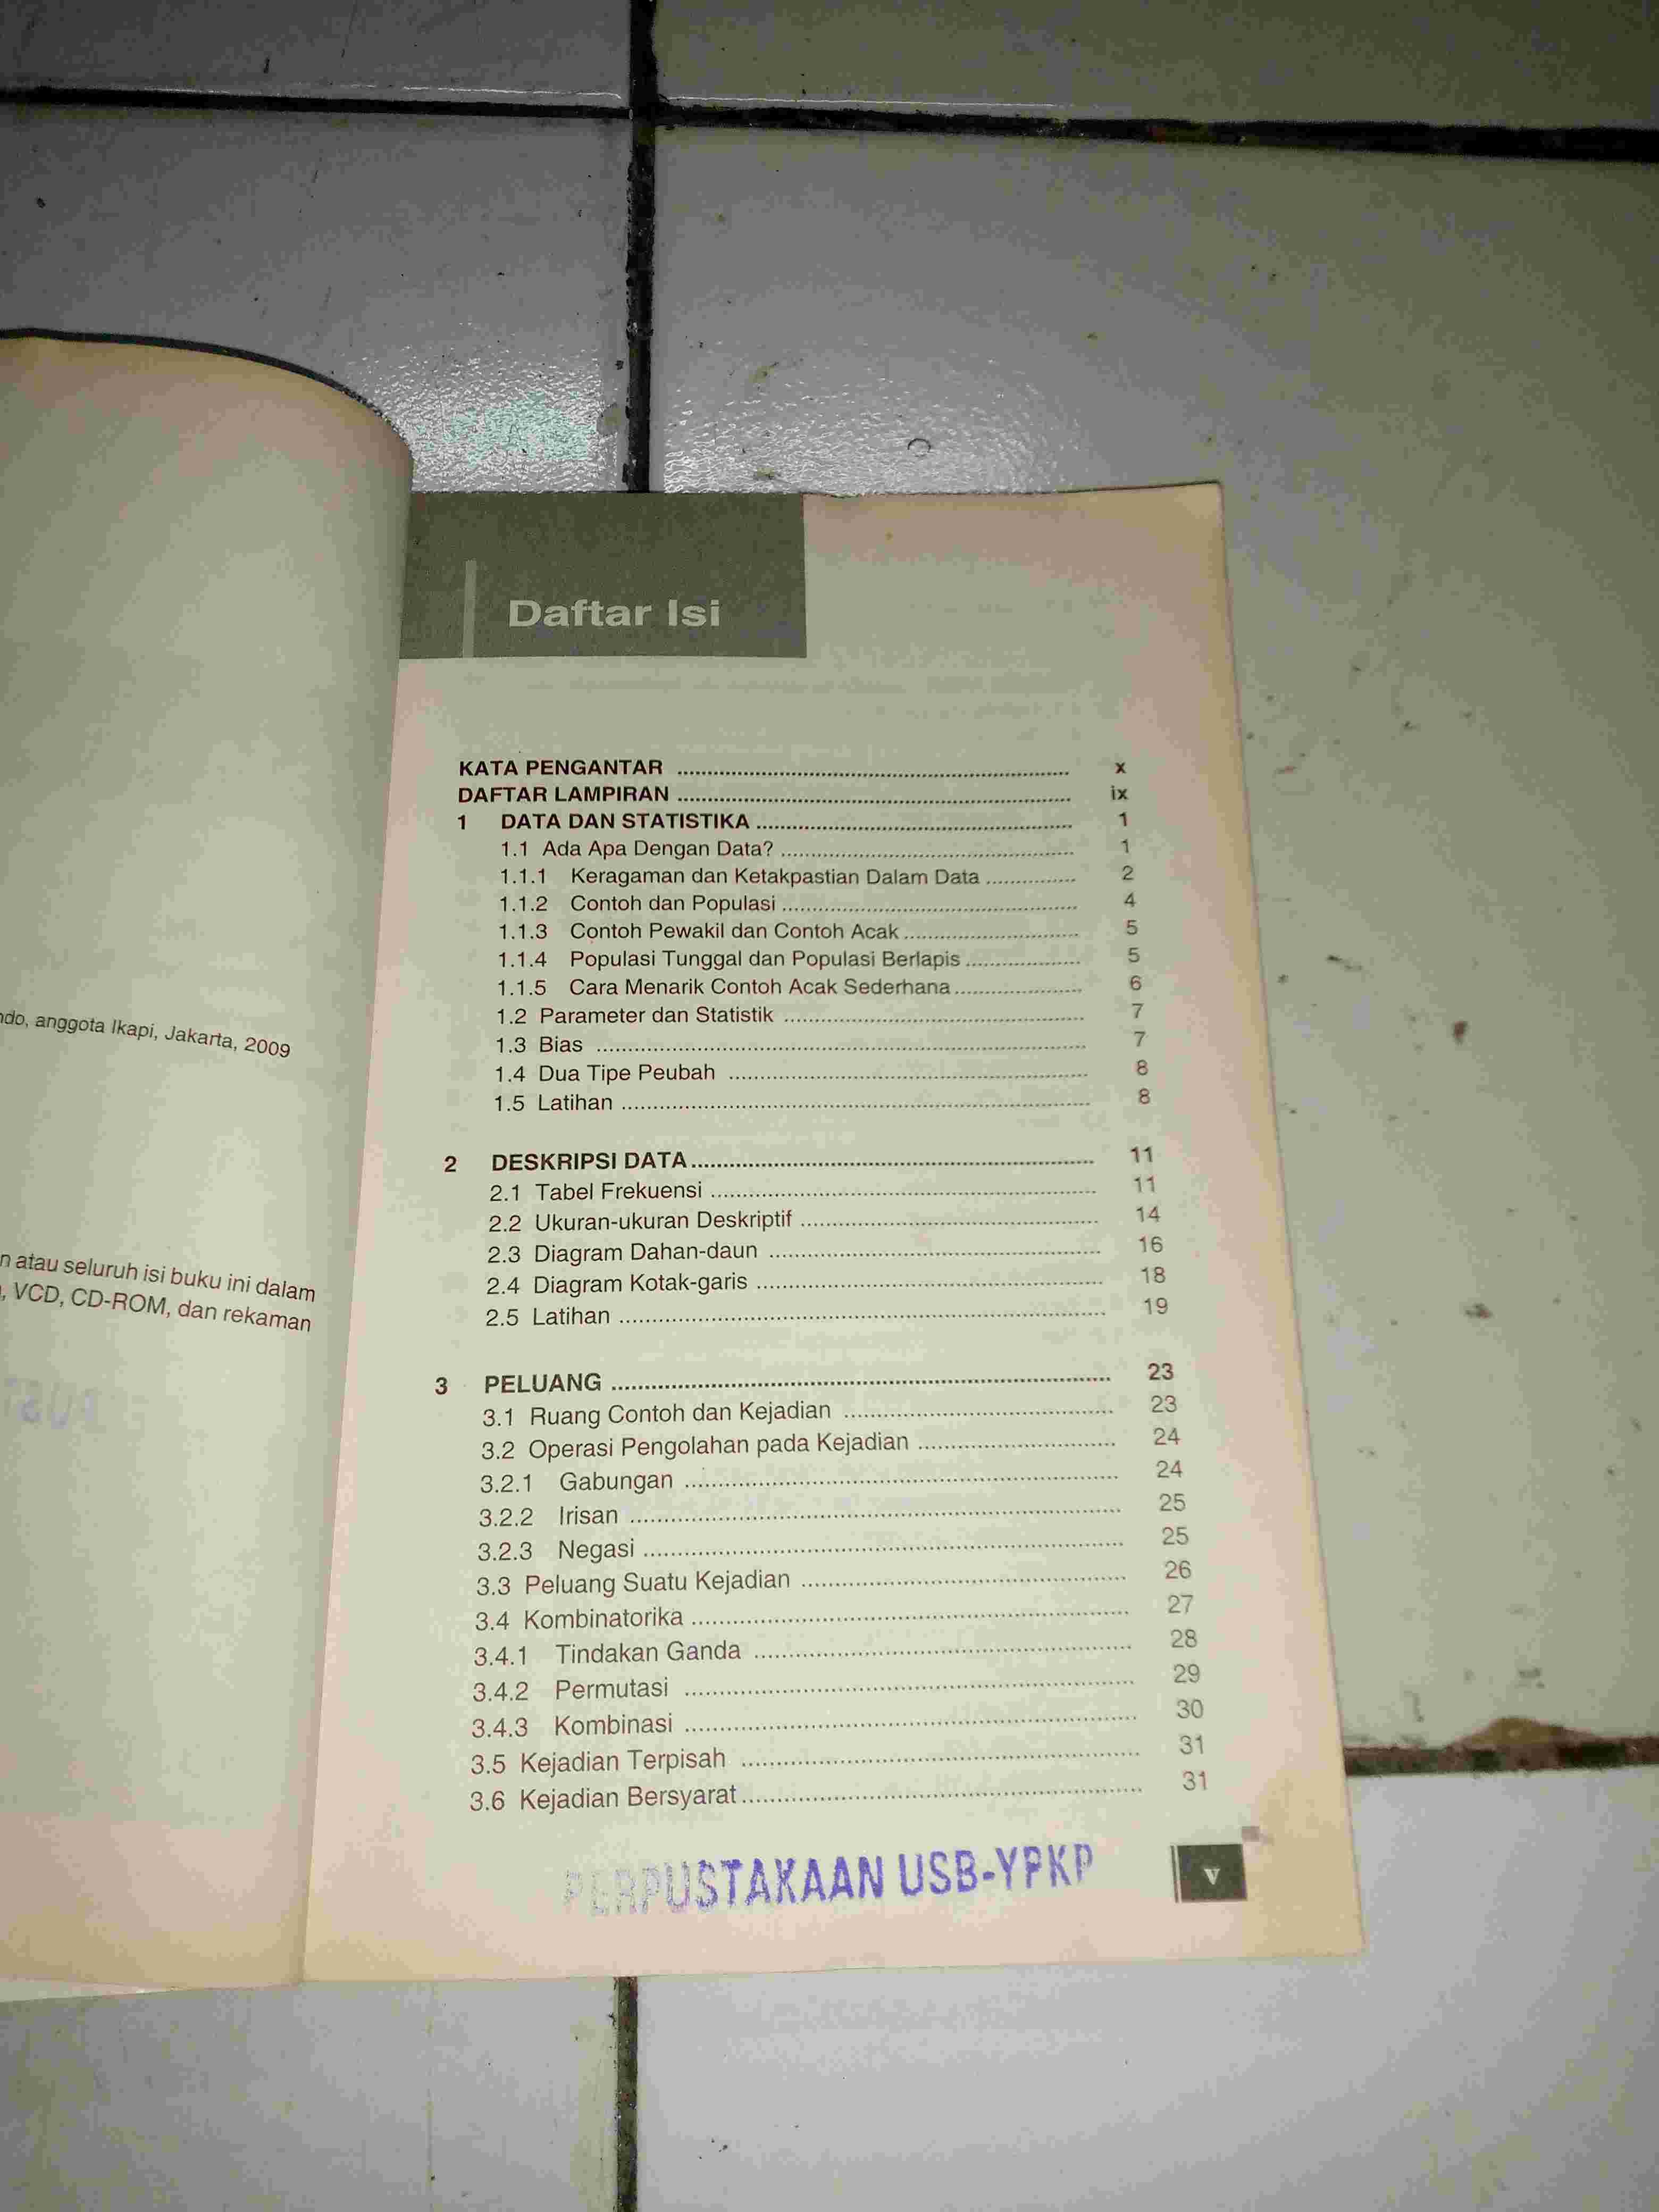 ndo, anggota Ikapi, Jakarta, 2009
n atau seluruh isi buku ini dalam
, VCD, CD-ROM, dan rekaman
Daftar Isi
KATA PENGANTAR ........ x
DAFTAR LAMPIRAN ........ ix
1 DATA DAN STATISTIKA ........ 1
1.1 Ada Apa Dengan Data? ........ 1
1.1.1 Keragaman dan Ketakpastian Dalam Data ........ 2
1.1.2 Contoh dan Populasi ........ 4
1.1.3 Contoh Pewakil dan Contoh Acak ........ 5
1.1.4 Populasi Tunggal dan Populasi Berlapis ........ 5
1.1.5 Cara Menarik Contoh Acak Sederhana ........ 6
1.2 Parameter dan Statistik ........ 7
1.3 Bias ........ 7
1.4 Dua Tipe Peubah ........ 8
1.5 Latihan ........ 8
2 DESKRIPSI DATA ........ 11
2.1 Tabel Frekuensi ........ 11
2.2 Ukuran-ukuran Deskriptif ........ 14
2.3 Diagram Dahan-daun ........ 16
2.4 Diagram Kotak-garis ........ 18
2.5 Latihan ........ 19
3 PELUANG ........ 23
3.1 Ruang Contoh dan Kejadian ........ 23
3.2 Operasi Pengolahan pada Kejadian ........ 24
3.2.1 Gabungan ........ 24
3.2.2 Irisan ........ 25
3.2.3 Negasi ........ 25
3.3 Peluang Suatu Kejadian ........ 26
3.4 Kombinatorika ........ 27
3.4.1 Tindakan Ganda ........ 28
3.4.2 Permutasi ........ 29
3.4.3 Kombinasi ........ 30
3.5 Kejadian Terpisah ........ 31
3.6 Kejadian Bersyarat ........ 31
PERPUSTAKAAN USB-YPKP
v